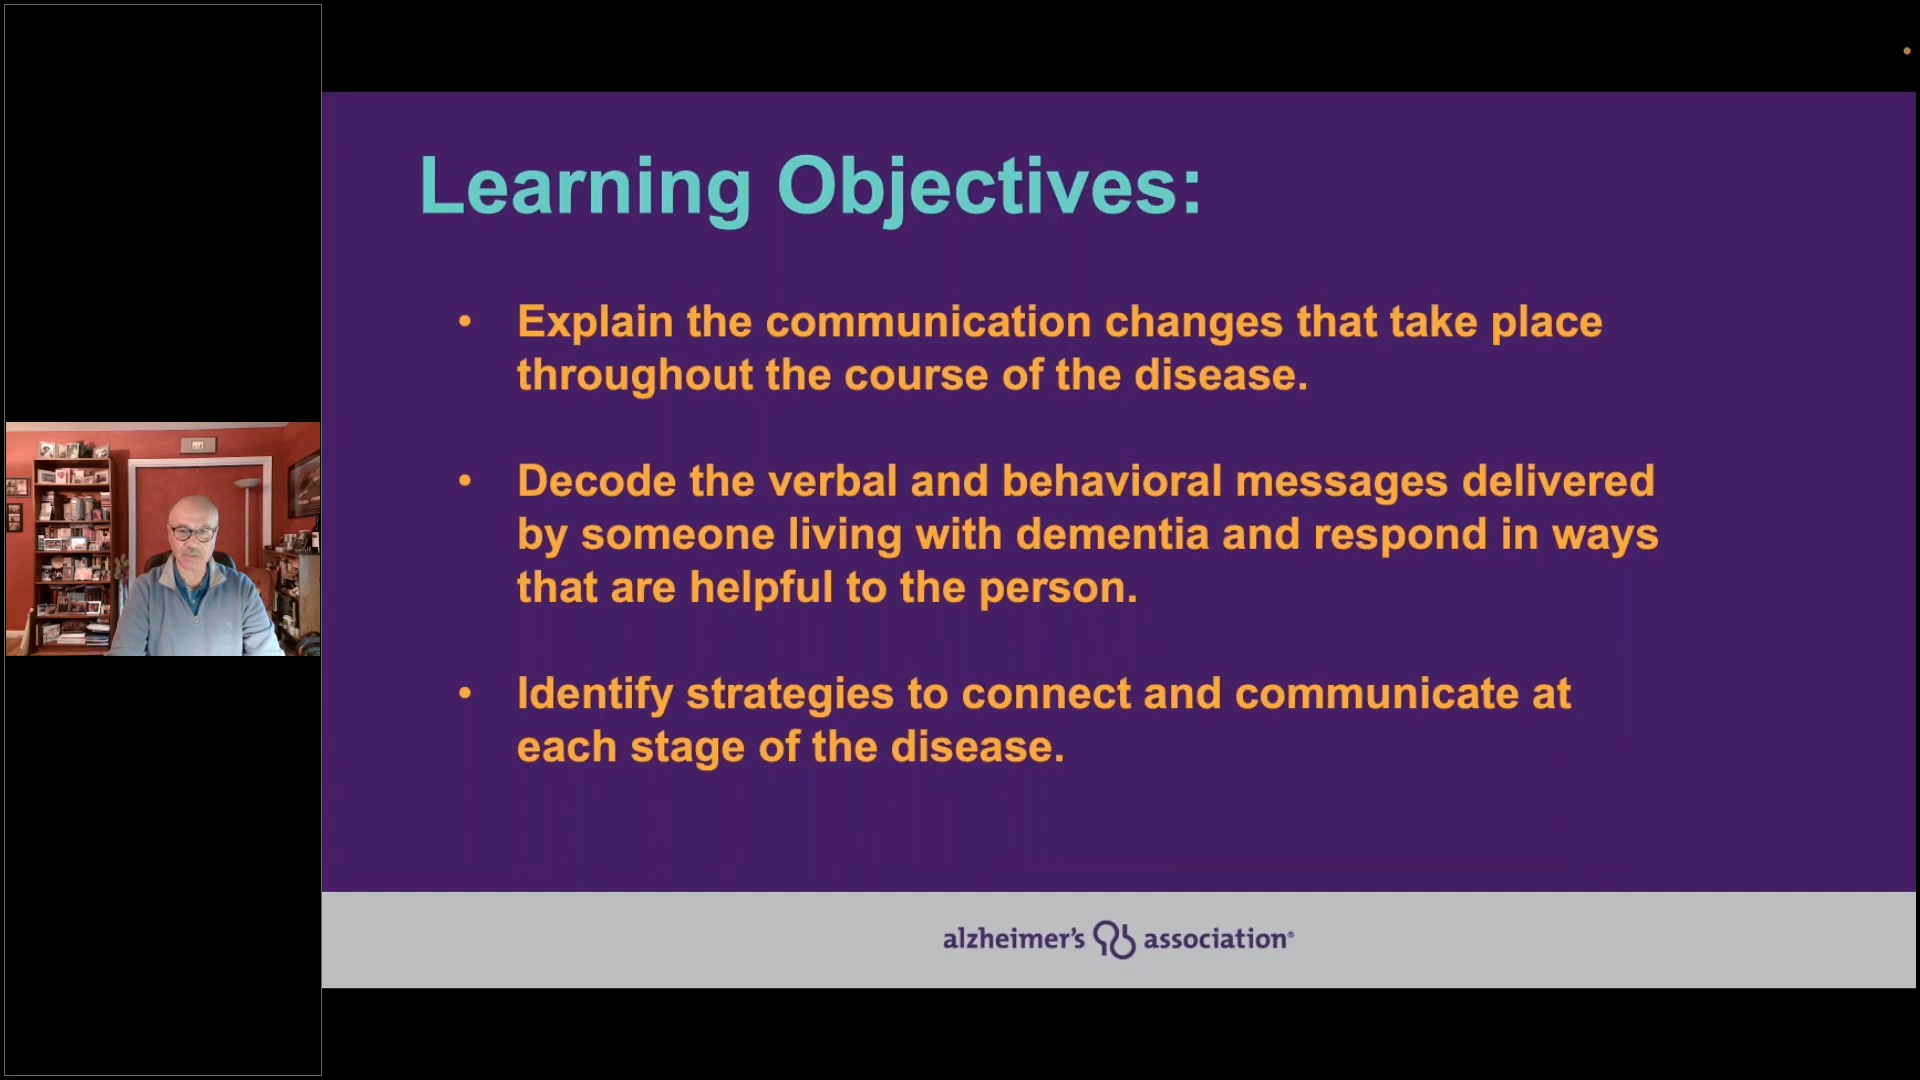 Learning Objectives:
• Explain the communication changes that take place
throughout the course of the disease.
• Decode the verbal and behavioral messages delivered
by someone living with dementia and respond in ways
that are helpful to the person.
• Identify strategies to connect and communicate at
each stage of the disease.
alzheimer's association®